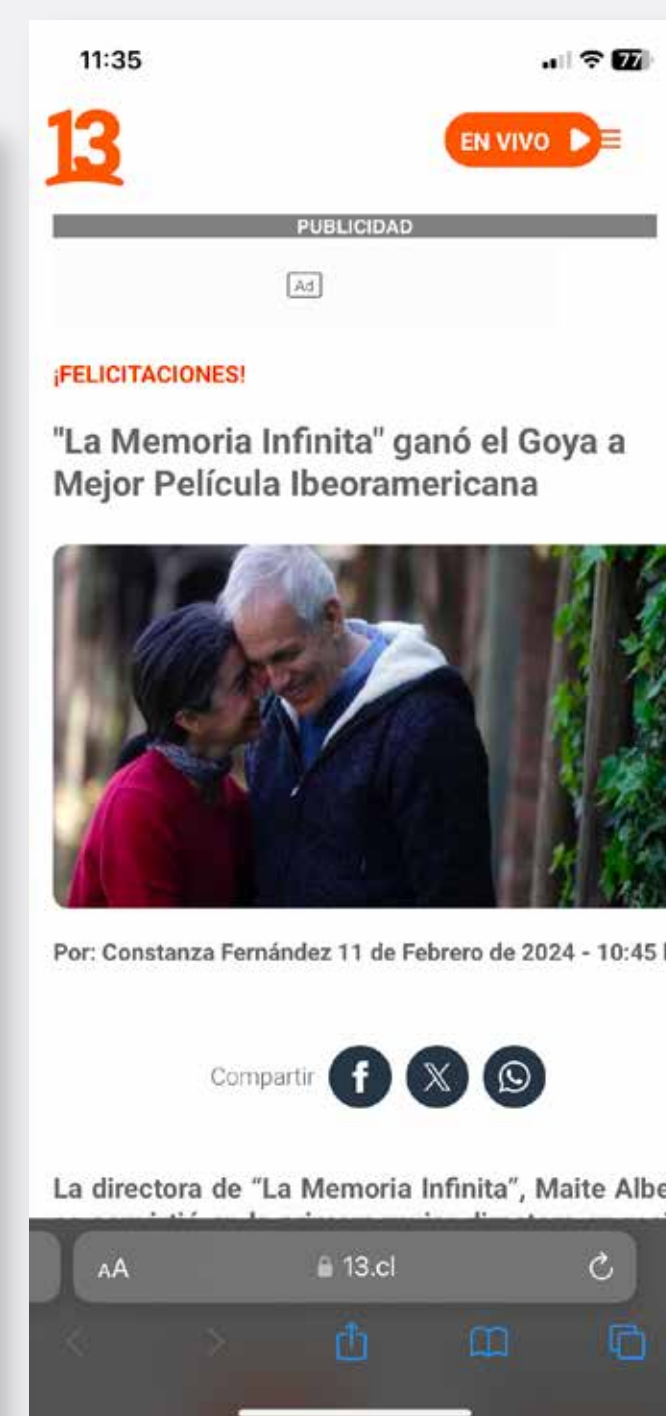 11:35
77
13
EN VIVO
PUBLICIDAD
Ad
¡FELICITACIONES!
"La Memoria Infinita" ganó el Goya a
Mejor Película Ibeoramericana
Por: Constanza Fernández 11 de Febrero de 2024 - 10:45
Compartir
La directora de “La Memoria Infinita”, Maite Albe
AA
13.cl